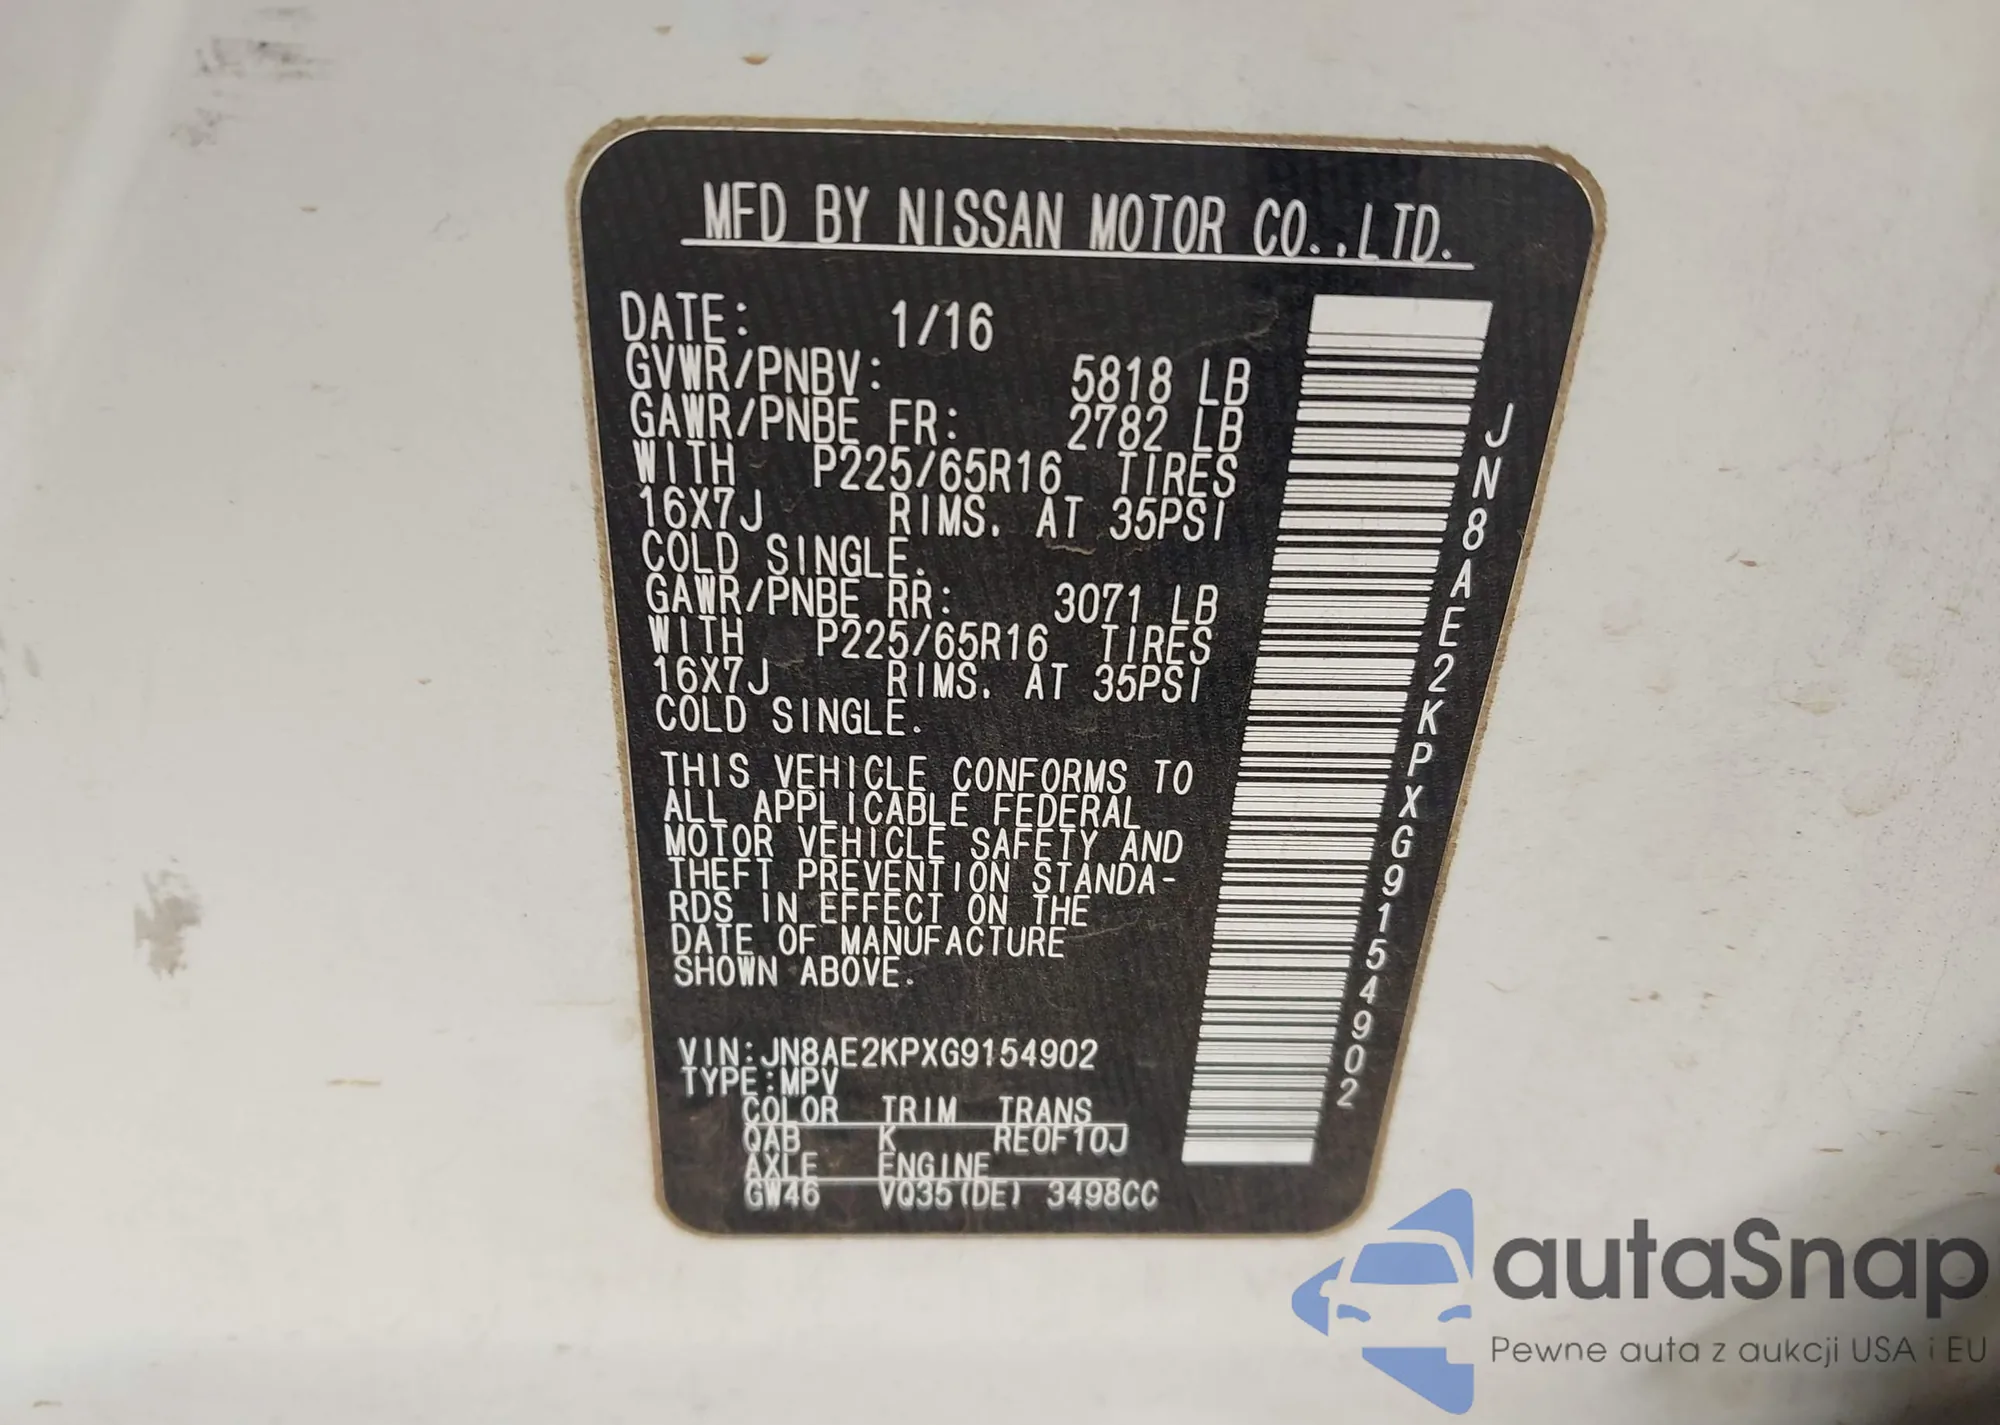 MFD BY NISSAN MOTOR CO.,LTD.
DATE: 1/16
GVWR/PNBV: 5818 LB
GAWR/PNBE FR: 2782 LB
WITH P225/65R16 TIRES
16X7J RIMS. AT 35PSI
COLD SINGLE.
GAWR/PNBE RR: 3071 LB
WITH P225/65R16 TIRES
16X7J RIMS. AT 35PSI
COLD SINGLE.
THIS VEHICLE CONFORMS TO
ALL APPLICABLE FEDERAL
MOTOR VEHICLE SAFETY AND
THEFT PREVENTION STANDA-
RDS IN EFFECT ON THE
DATE OF MANUFACTURE
SHOWN ABOVE.
VIN:JN8AE2KPXG9154902
TYPE:MPV
COLOR TRIM TRANS
QAB K RE0F10J
AXLE ENGINE
GW46 VQ35(DE) 3498CC
JN8AE2KPXG9154902
autaSnap
Pewne auta z aukcji USA i EU